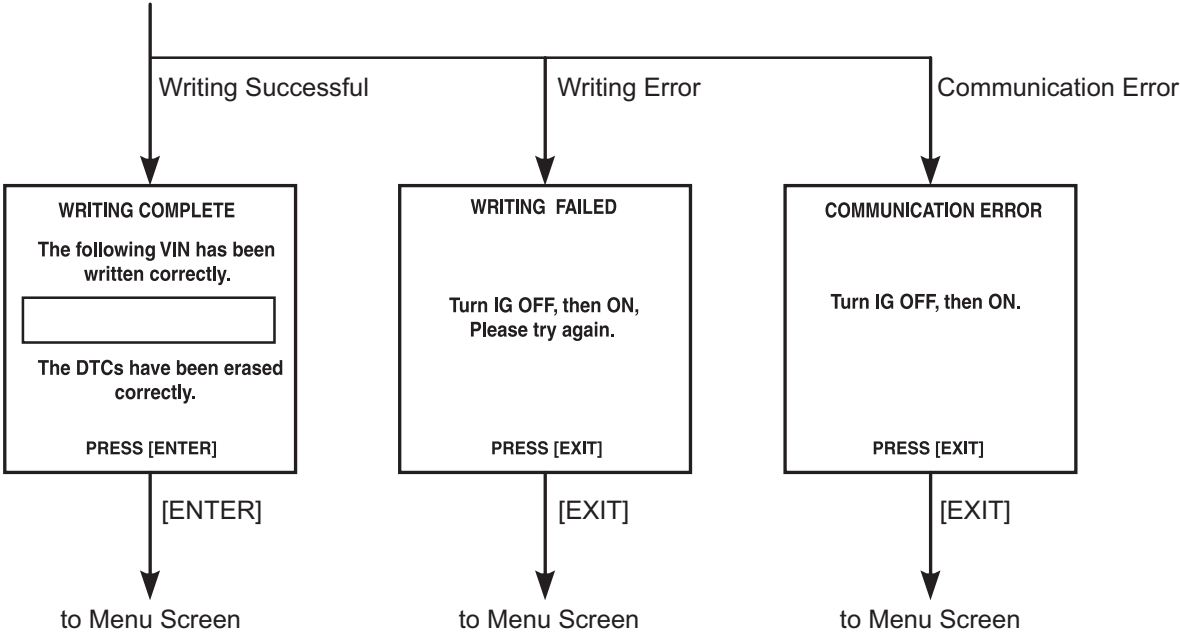 Writing Successful
Writing Error
Communication Error
WRITING COMPLETE
The following VIN has been
written correctly.
The DTCs have been erased
correctly.
PRESS [ENTER]
WRITING FAILED
Turn IG OFF, then ON,
Please try again.
PRESS [EXIT]
COMMUNICATION ERROR
Turn IG OFF, then ON.
PRESS [EXIT]
[ENTER]
[EXIT]
[EXIT]
to Menu Screen
to Menu Screen
to Menu Screen